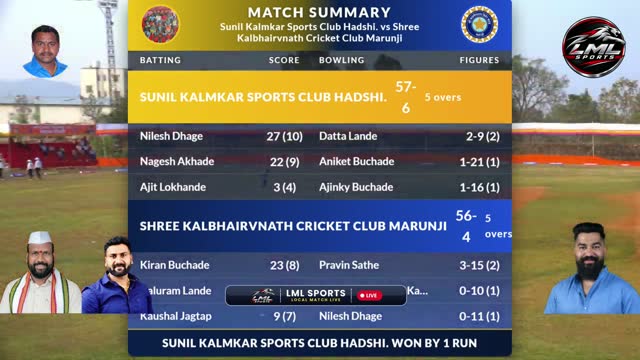 MATCH SUMMARY
Sunil Kalmkar Sports Club Hadshi. vs Shree
Kalbhairvnath Cricket Club Marunji
LML
SPORTS
BATTING SCORE BOWLING FIGURES
SUNIL KALMKAR SPORTS CLUB HADSHI. 57-6 5 overs
Nilesh Dhage 27 (10) Datta Lande 2-9 (2)
Nagesh Akhade 22 (9) Aniket Buchade 1-21 (1)
Ajit Lokhande 3 (4) Ajinky Buchade 1-16 (1)
SHREE KALBHAIRVNATH CRICKET CLUB MARUNJI 56-4 5 overs
Kiran Buchade 23 (8) Pravin Sathe 3-15 (2)
aluram Lande Ka... 0-10 (1)
LML SPORTS
LOCAL MATCH LIVE
LIVE
Kaushal Jagtap 9 (7) Nilesh Dhage 0-11 (1)
SUNIL KALMKAR SPORTS CLUB HADSHI. WON BY 1 RUN